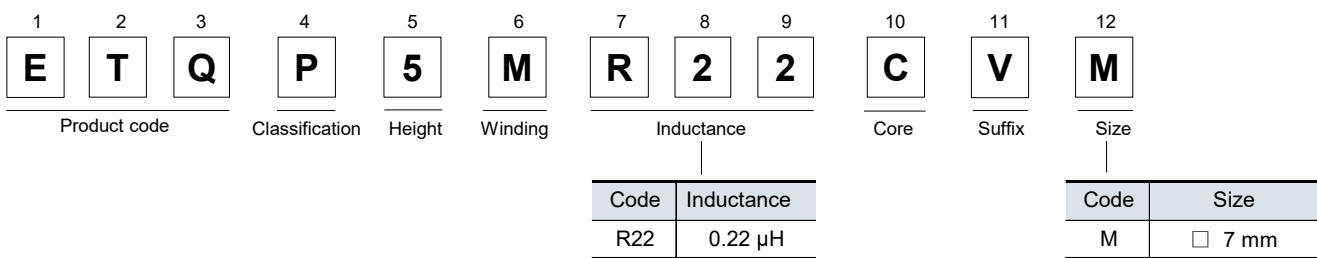 1 2 3 4 5 6 7 8 9 10 11 12
E T Q P 5 M R 2 2 C V M
Product code Classification Height Winding Inductance Core Suffix Size
Code Inductance Code Size
R22 0.22 µH M □ 7 mm